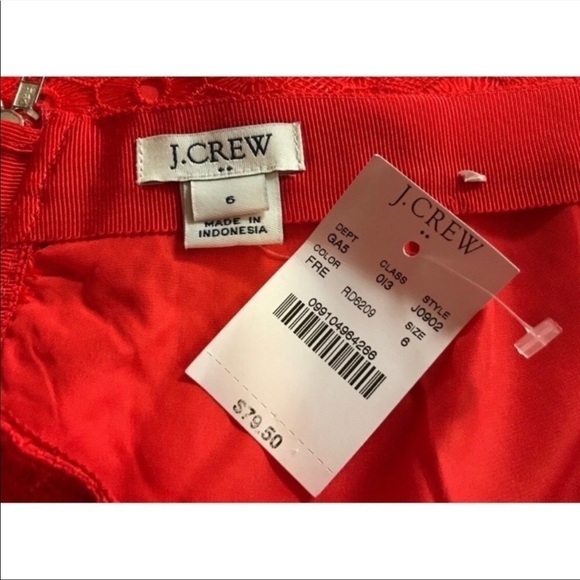 J.CREW
6
MADE IN
INDONESIA
J.CREW
DEPT CLASS STYLE
GA5 013 J0902
COLOR SIZE
FRE RD6209 6
099104964266
$79.50